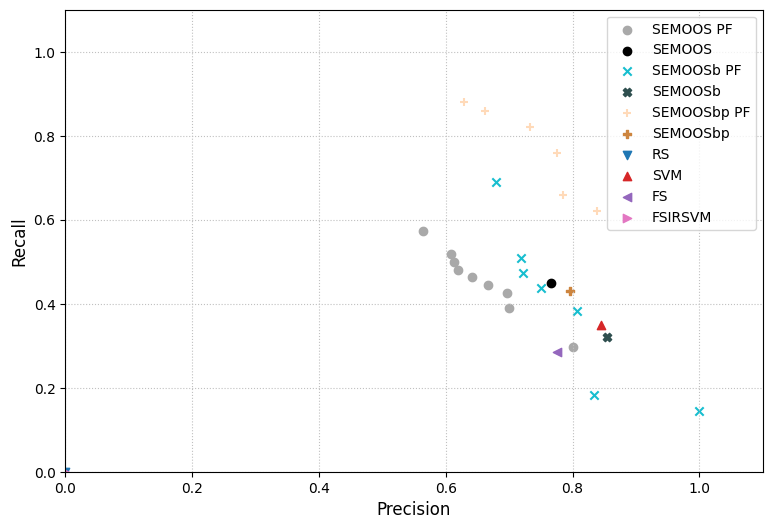 SEMOOS PF
SEMOOS
SEMOOSb PF
SEMOOSb
SEMOOSbp PF
SEMOOSbp
RS
SVM
FS
FSIRSVM
1.0
0.8
0.6
0.4
0.2
0.0
Recall
0.0 0.2 0.4 0.6 0.8 1.0
Precision